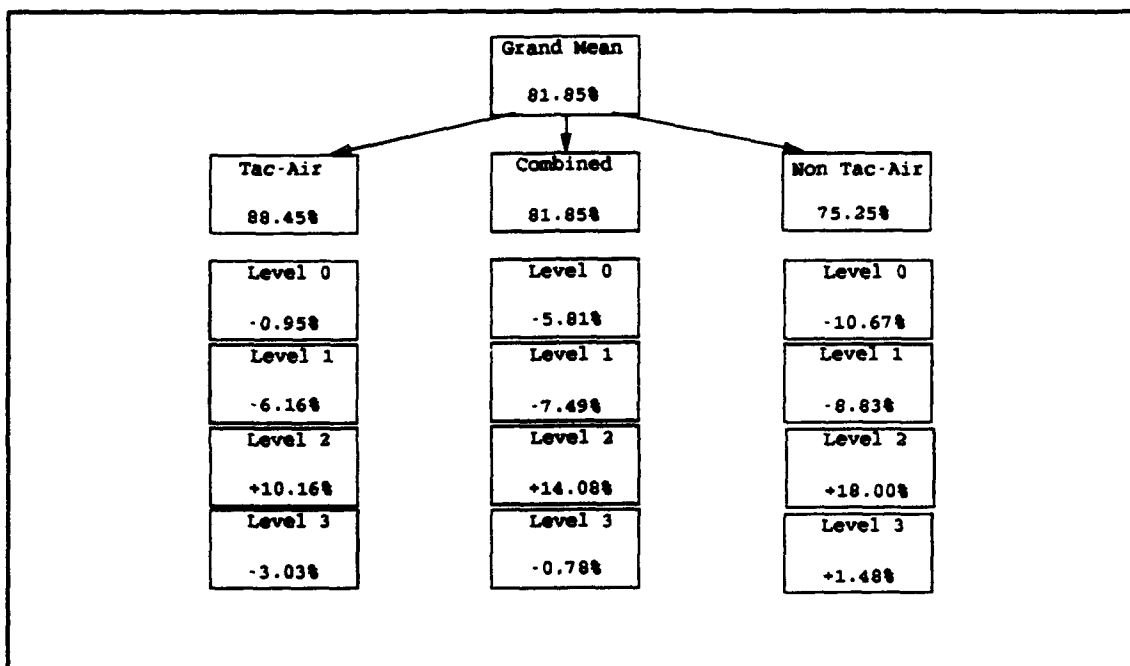 Grand Mean
81.85%
Tac-Air
88.45%
Combined
81.85%
Non Tac-Air
75.25%
Level 0
-0.95%
Level 0
-5.81%
Level 0
-10.67%
Level 1
-6.16%
Level 1
-7.49%
Level 1
-8.83%
Level 2
+10.16%
Level 2
+14.08%
Level 2
+18.00%
Level 3
-3.03%
Level 3
-0.78%
Level 3
+1.48%